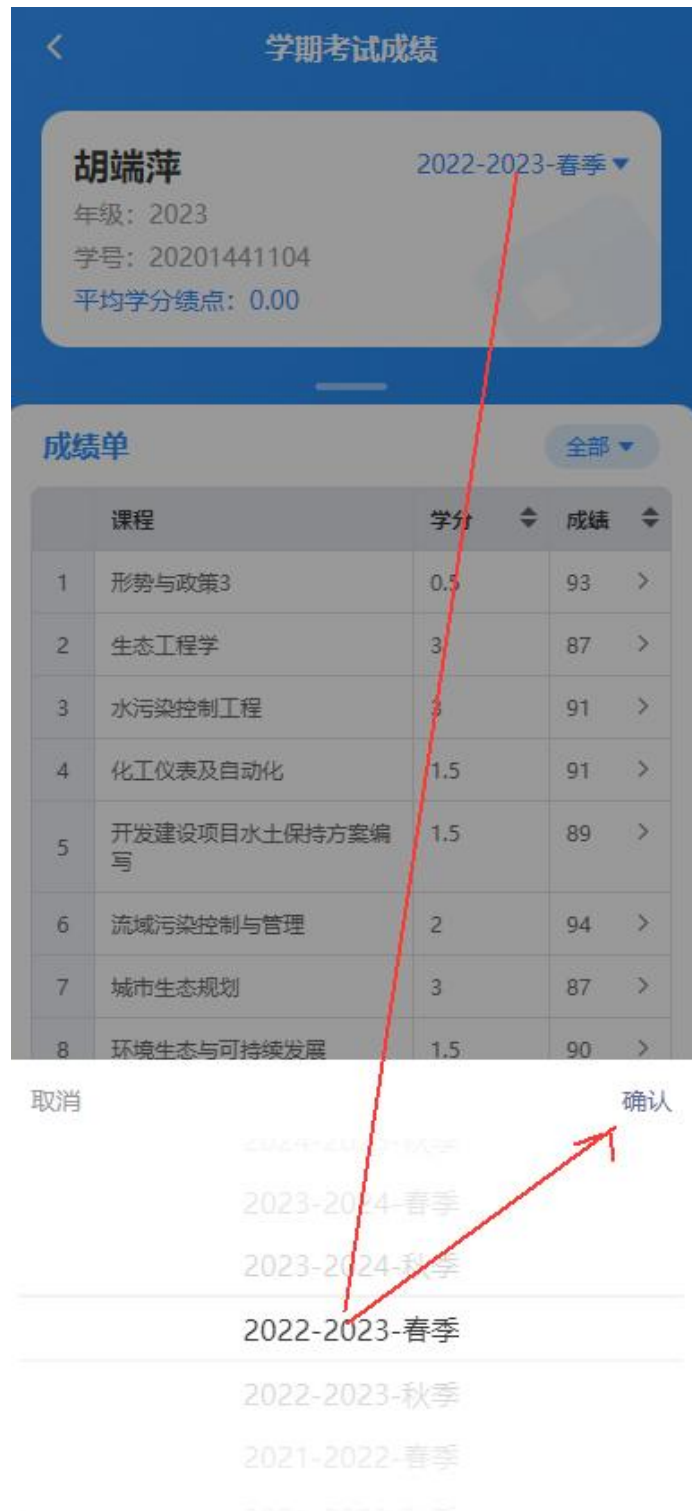 学期考试成绩
胡端萍
2022-2023-春季
年级：2023
学号：20201441104
平均学分绩点：0.00
成绩单
全部
课程 学分 成绩
1 形势与政策3 0.5 93
2 生态工程学 3 87
3 水污染控制工程 3 91
4 化工仪表及自动化 1.5 91
5 开发建设项目水土保持方案编 1.5 89
写
6 流域污染控制与管理 2 94
7 城市生态规划 3 87
8 环境生态与可持续发展 1.5 90
取消 确认
2024-2025-秋季
2023-2024-春季
2023-2024-秋季
2022-2023-春季
2022-2023-秋季
2021-2022-春季